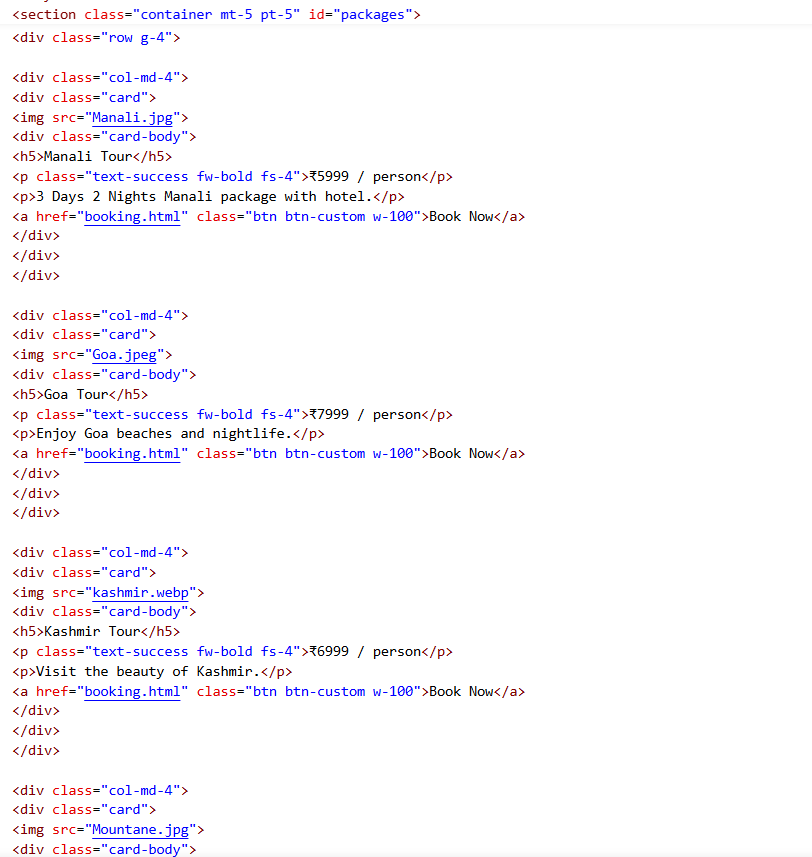 <section class="container mt-5 pt-5" id="packages">
<div class="row g-4">
<div class="col-md-4">
<div class="card">
<img src="Manali.jpg">
<div class="card-body">
<h5>Manali Tour</h5>
<p class="text-success fw-bold fs-4">₹5999 / person</p>
<p>3 Days 2 Nights Manali package with hotel.</p>
<a href="booking.html" class="btn btn-custom w-100">Book Now</a>
</div>
</div>
</div>
<div class="col-md-4">
<div class="card">
<img src="Goa.jpeg">
<div class="card-body">
<h5>Goa Tour</h5>
<p class="text-success fw-bold fs-4">₹7999 / person</p>
<p>Enjoy Goa beaches and nightlife.</p>
<a href="booking.html" class="btn btn-custom w-100">Book Now</a>
</div>
</div>
</div>
<div class="col-md-4">
<div class="card">
<img src="kashmir.webp">
<div class="card-body">
<h5>Kashmir Tour</h5>
<p class="text-success fw-bold fs-4">₹6999 / person</p>
<p>Visit the beauty of Kashmir.</p>
<a href="booking.html" class="btn btn-custom w-100">Book Now</a>
</div>
</div>
</div>
<div class="col-md-4">
<div class="card">
<img src="Mountane.jpg">
<div class="card-body">